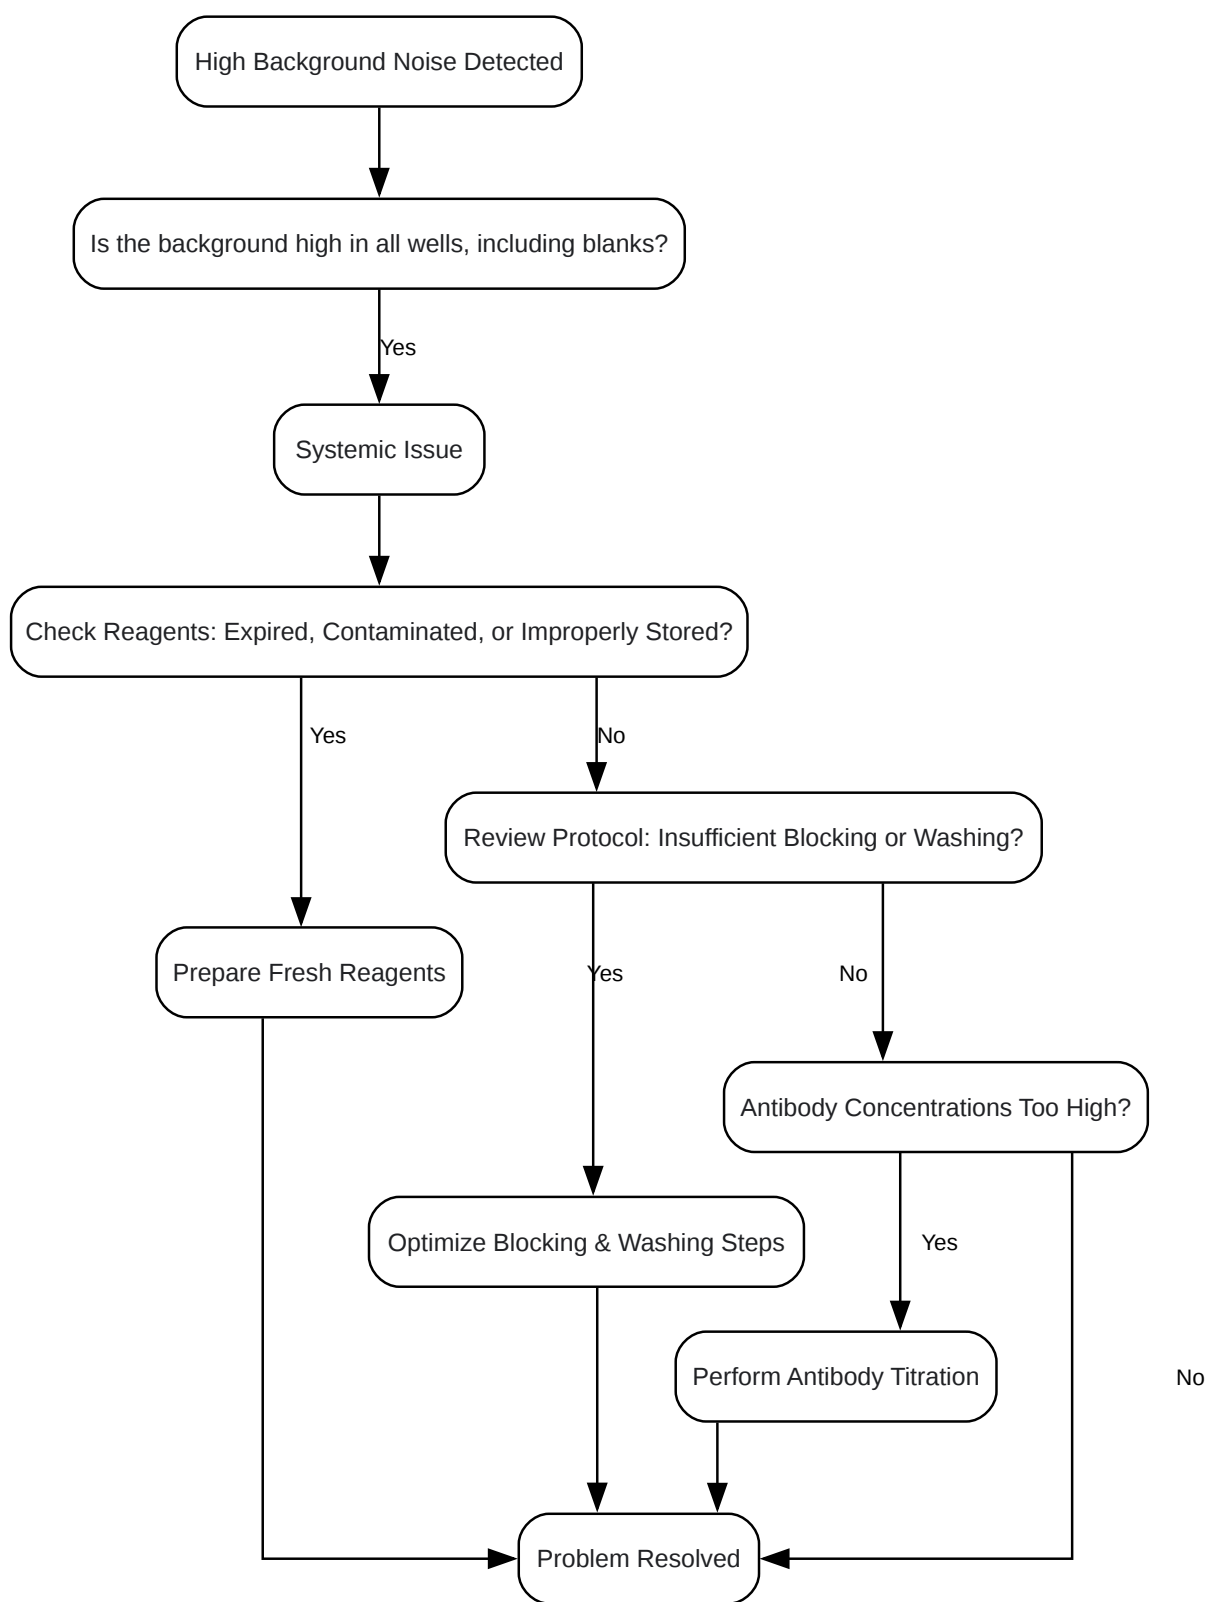 High Background Noise Detected
Is the background high in all wells, including blanks?
Yes
Systemic Issue
Check Reagents: Expired, Contaminated, or Improperly Stored?
Yes
No
Review Protocol: Insufficient Blocking or Washing?
Prepare Fresh Reagents
Yes
No
Antibody Concentrations Too High?
Optimize Blocking & Washing Steps
Yes
Perform Antibody Titration
No
Problem Resolved